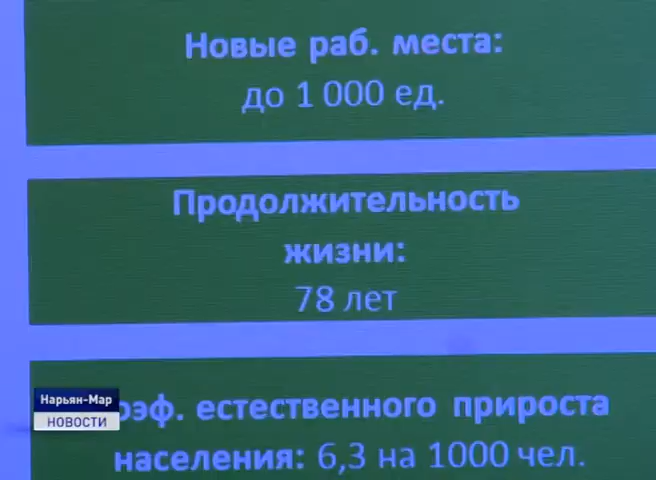 Новые раб. места:
до 1 000 ед.
Продолжительность
жизни:
78 лет
Нарьян-Мар
НОВОСТИ
естественного прироста
населения: 6,3 на 1000 чел.